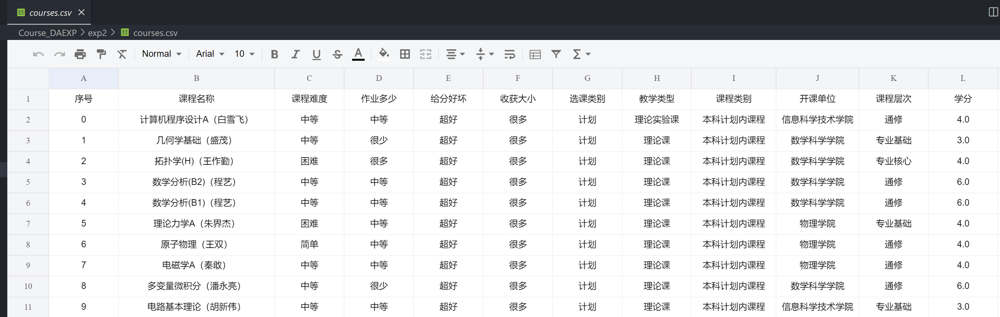 courses.csv
Course_DAEXP > exp2 > courses.csv
Normal Arial 10 B I U S A Σ
A B C D E F G H I J K L
1 序号 课程名称 课程难度 作业多少 给分好坏 收获大小 选课类别 教学类型 课程类别 开课单位 课程层次 学分
2 0 计算机程序设计A（白雪飞） 中等 中等 超好 很多 计划 理论实验课 本科计划内课程 信息科学技术学院 通修 4.0
3 1 几何学基础（盛茂） 中等 很少 超好 很多 计划 理论课 本科计划内课程 数学科学学院 专业基础 3.0
4 2 拓扑学(H)（王作勤） 困难 很多 超好 很多 计划 理论课 本科计划内课程 数学科学学院 专业核心 4.0
5 3 数学分析(B2)（程艺） 中等 中等 超好 很多 计划 理论课 本科计划内课程 数学科学学院 通修 6.0
6 4 数学分析(B1)（程艺） 中等 中等 超好 很多 计划 理论课 本科计划内课程 数学科学学院 通修 6.0
7 5 理论力学A（朱界杰） 困难 中等 超好 很多 计划 理论课 本科计划内课程 物理学院 专业基础 4.0
8 6 原子物理（王双） 简单 中等 超好 很多 计划 理论课 本科计划内课程 物理学院 通修 4.0
9 7 电磁学A（秦敢） 中等 中等 超好 很多 计划 理论课 本科计划内课程 物理学院 通修 4.0
10 8 多变量微积分（潘永亮） 中等 很少 超好 很多 计划 理论课 本科计划内课程 数学科学学院 通修 6.0
11 9 电路基本理论（胡新伟） 中等 中等 超好 很多 计划 理论课 本科计划内课程 信息科学技术学院 专业基础 3.0